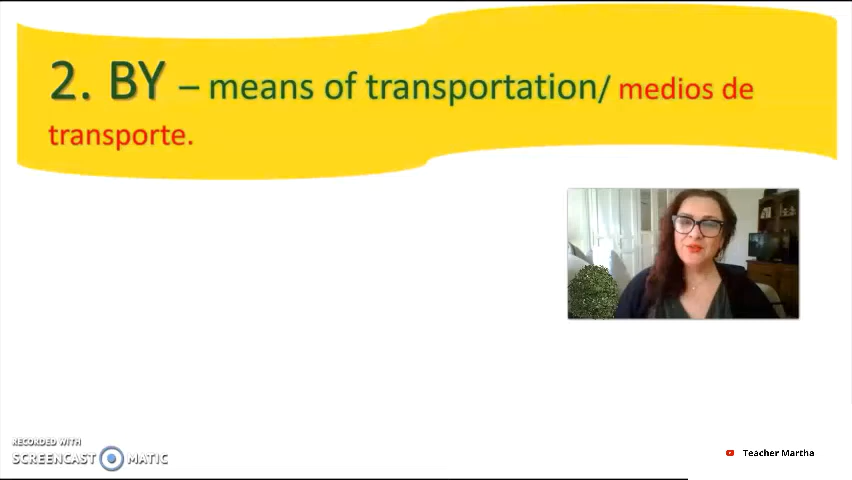 2. BY – means of transportation/ medios de
transporte.
RECORDED WITH
SCREENCAST MATIC
Teacher Martha